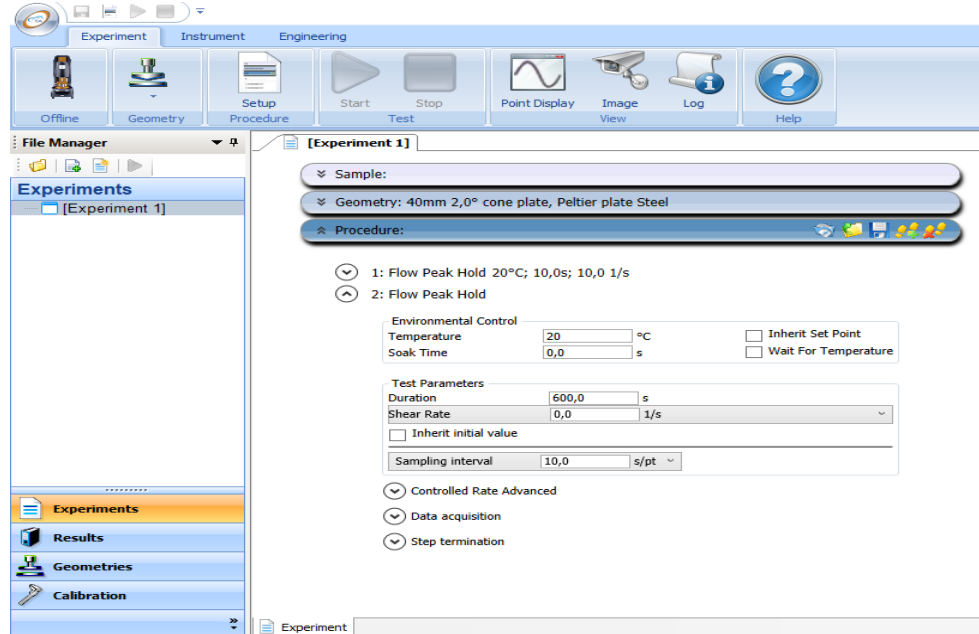 Experiment Instrument Engineering
Setup Start Stop Point Display Image Log
Offline Geometry Procedure Test View Help
File Manager
[Experiment 1]
Experiments
[Experiment 1]
Sample:
Geometry: 40mm 2,0° cone plate, Peltier plate Steel
Procedure:
1: Flow Peak Hold 20°C; 10,0s; 10,0 1/s
2: Flow Peak Hold
Environmental Control
Temperature 20 °C Inherit Set Point
Soak Time 0,0 s Wait For Temperature
Test Parameters
Duration 600,0 s
Shear Rate 0,0 1/s
Inherit initial value
Sampling interval 10,0 s/pt
Controlled Rate Advanced
Data acquisition
Step termination
Experiments
Results
Geometries
Calibration
Experiment